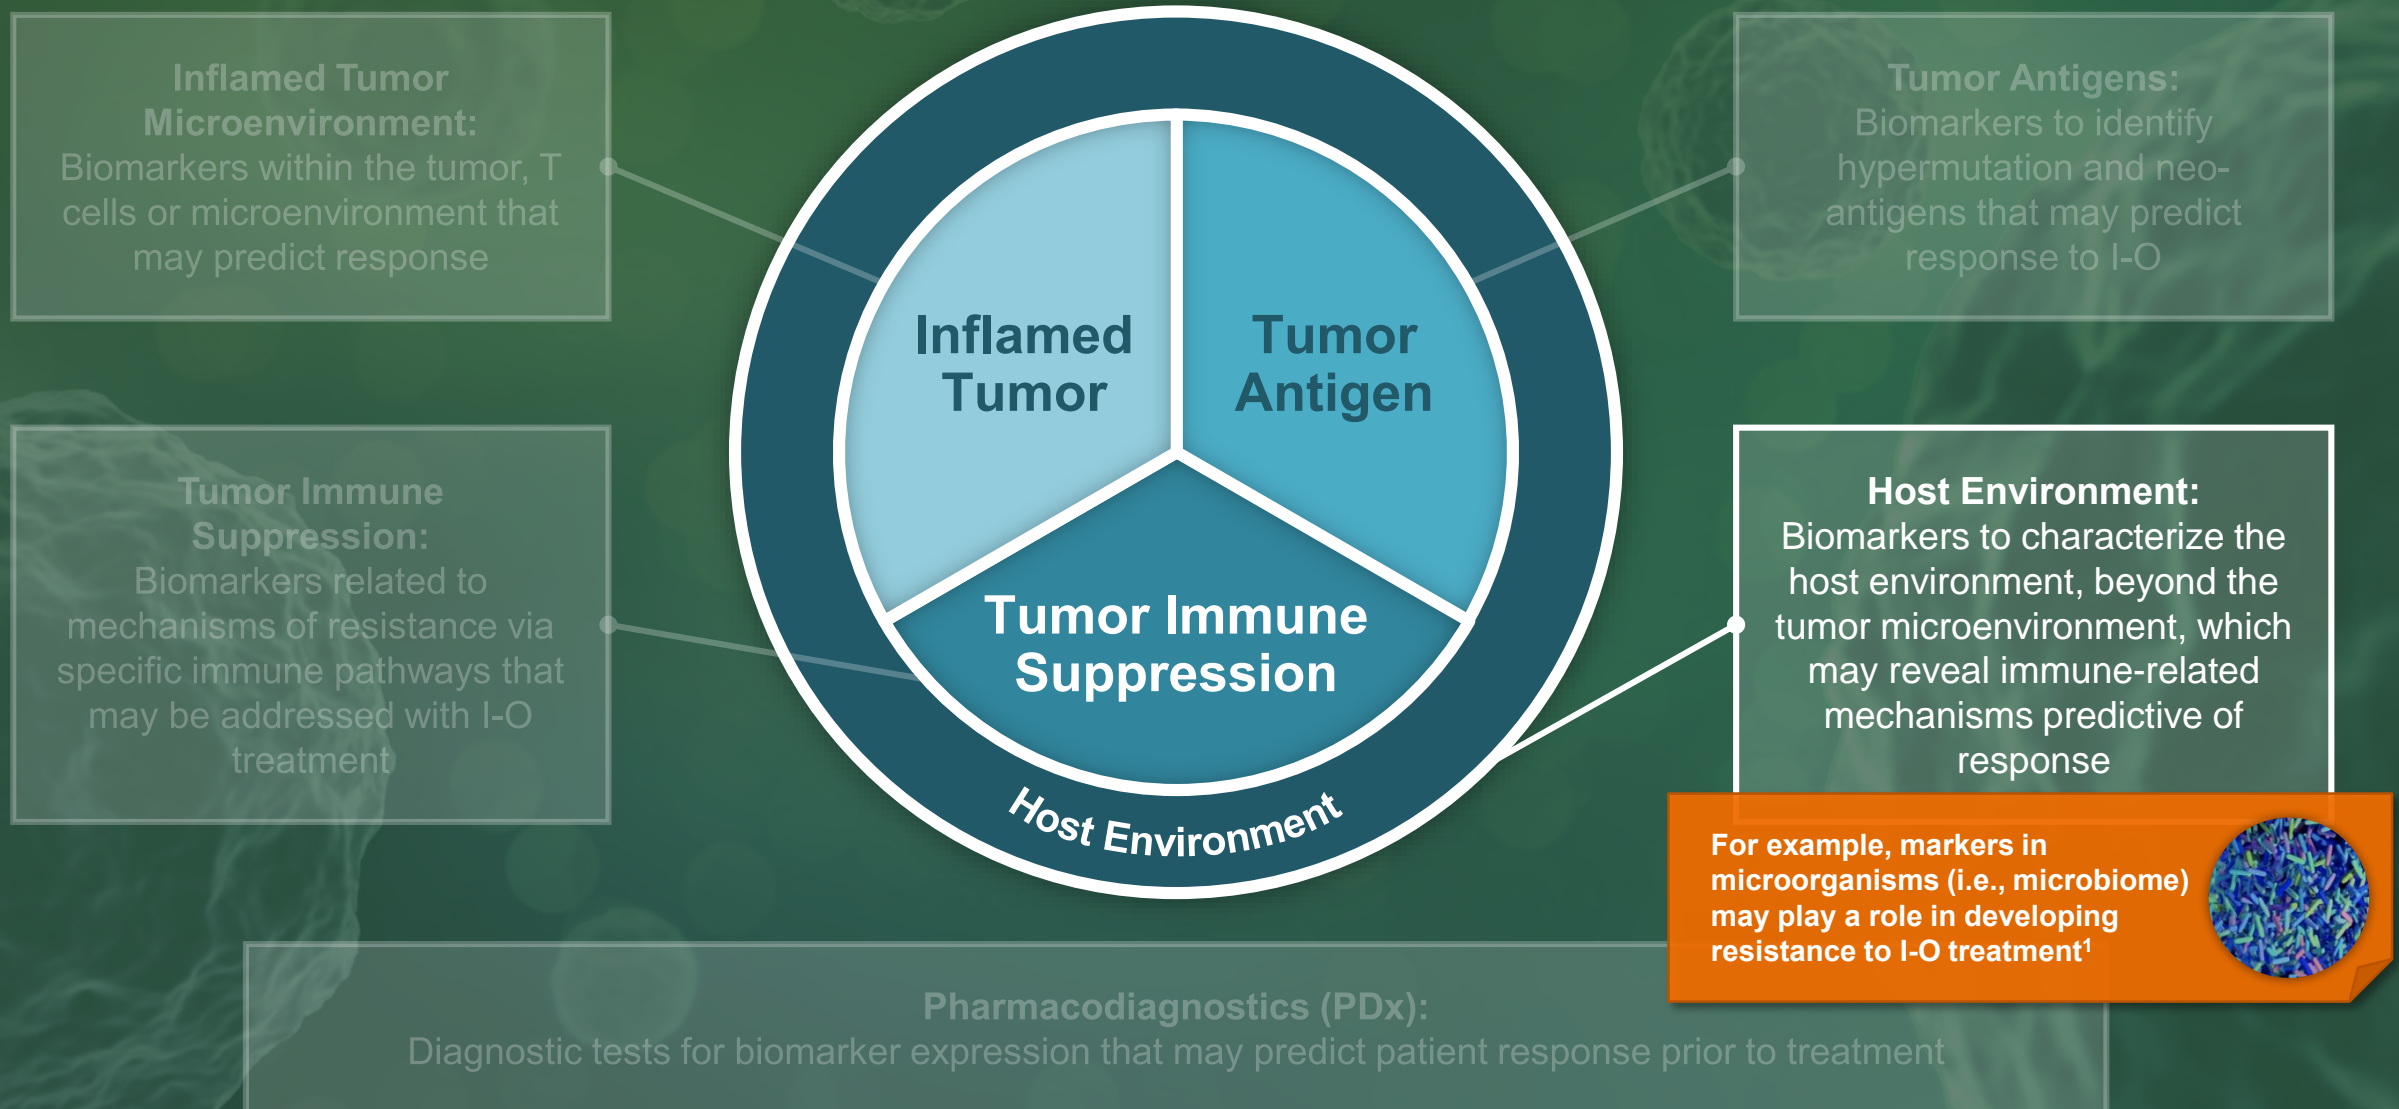 Inflamed Tumor
Microenvironment:
Biomarkers within the tumor, T
cells or microenvironment that
may predict response
Tumor Antigens:
Biomarkers to identify
hypermutation and neo-
antigens that may predict
response to I-O
Inflamed
Tumor
Tumor
Antigen
Tumor Immune
Suppression
Host Environment
Tumor Immune
Suppression:
Biomarkers related to
mechanisms of resistance via
specific immune pathways that
may be addressed with I-O
treatment
Host Environment:
Biomarkers to characterize the
host environment, beyond the
tumor microenvironment, which
may reveal immune-related
mechanisms predictive of
response
For example, markers in
microorganisms (i.e., microbiome)
may play a role in developing
resistance to I-O treatment¹
Pharmacodiagnostics (PDx):
Diagnostic tests for biomarker expression that may predict patient response prior to treatment